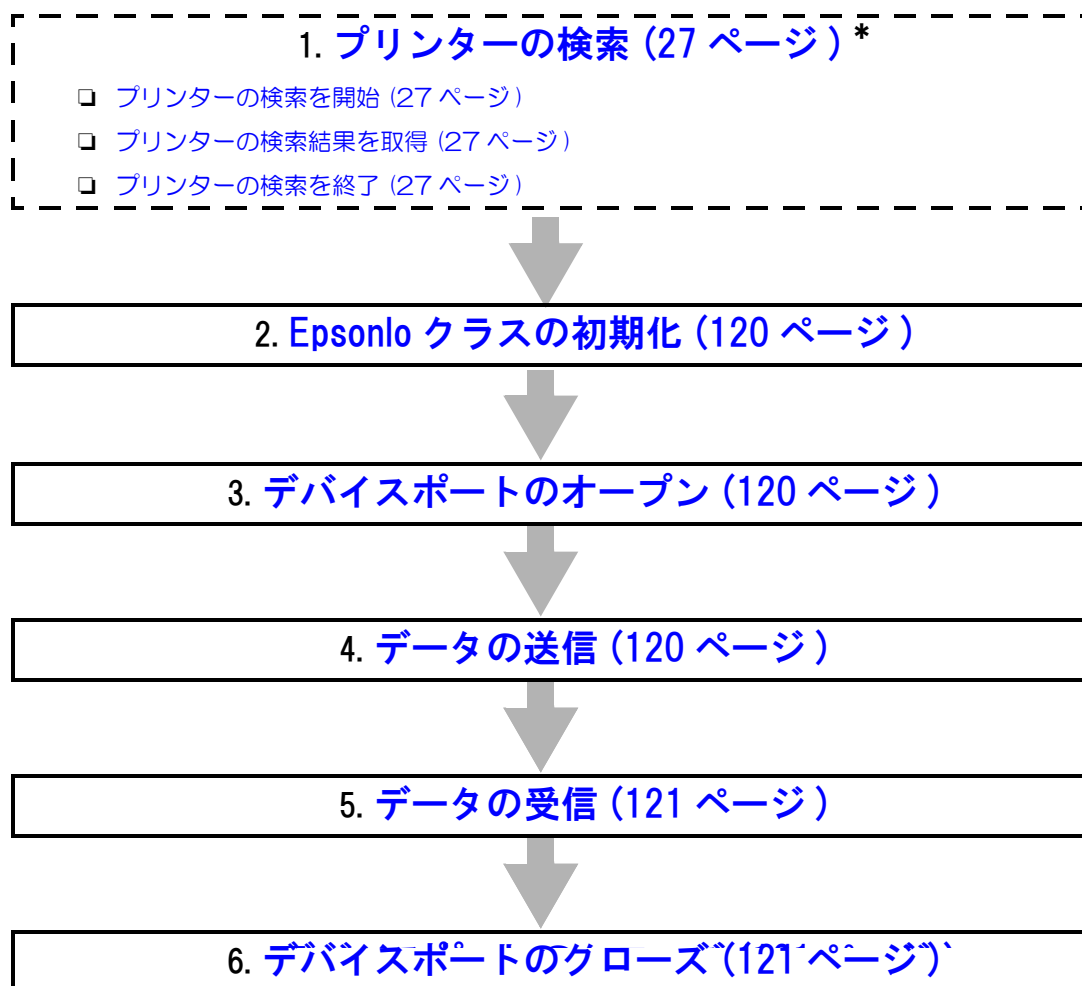 1. プリンターの検索 (27 ページ) *
❏ プリンターの検索を開始 (27 ページ)
❏ プリンターの検索結果を取得 (27 ページ)
❏ プリンターの検索を終了 (27 ページ)
2. EpsonIo クラスの初期化 (120 ページ)
3. デバイスポートのオープン (120 ページ)
4. データの送信 (120 ページ)
5. データの受信 (121 ページ)
6. デバイスポートのクローズ (121 ページ)